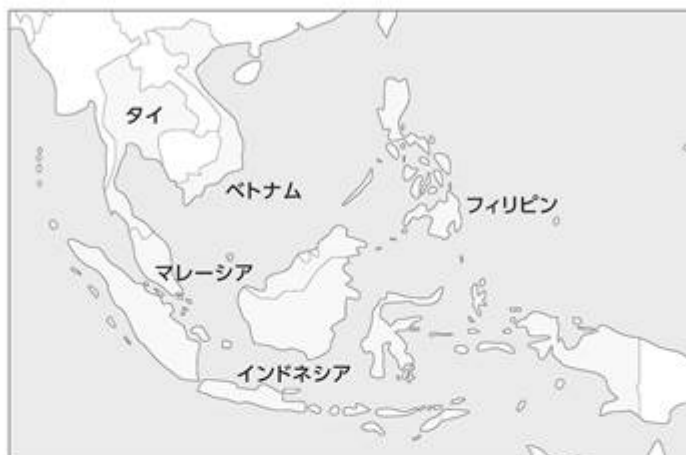 タイ
ベトナム
フィリピン
マレーシア
インドネシア